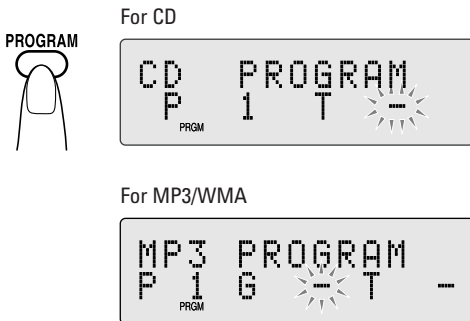 For CD
PROGRAM
CD PROGRAM
P 1 T -
PRGM
For MP3/WMA
MP3 PROGRAM
P 1 G - T -
PRGM